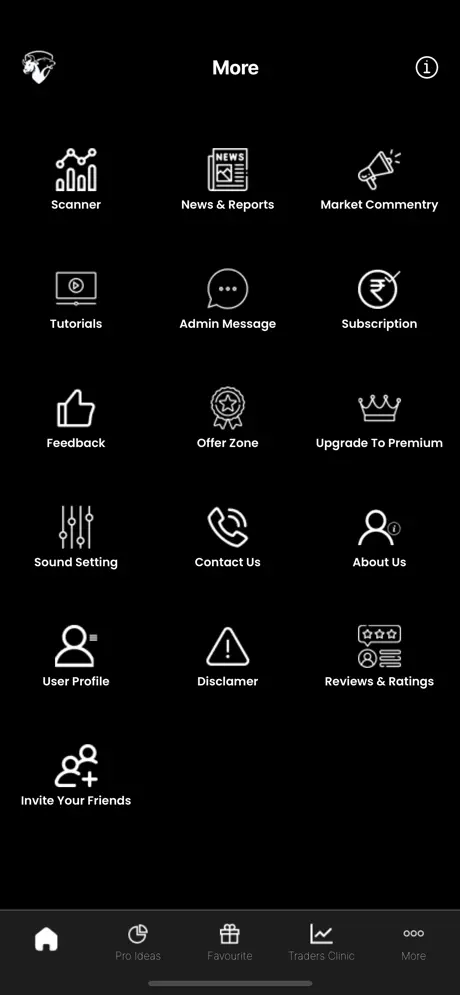 More
Scanner
NEWS
News & Reports
Market Commentry
Tutorials
Admin Message
Subscription
Feedback
Offer Zone
Upgrade To Premium
Sound Setting
Contact Us
About Us
User Profile
Disclamer
Reviews & Ratings
Invite Your Friends
Pro Ideas
Favourite
Traders Clinic
More